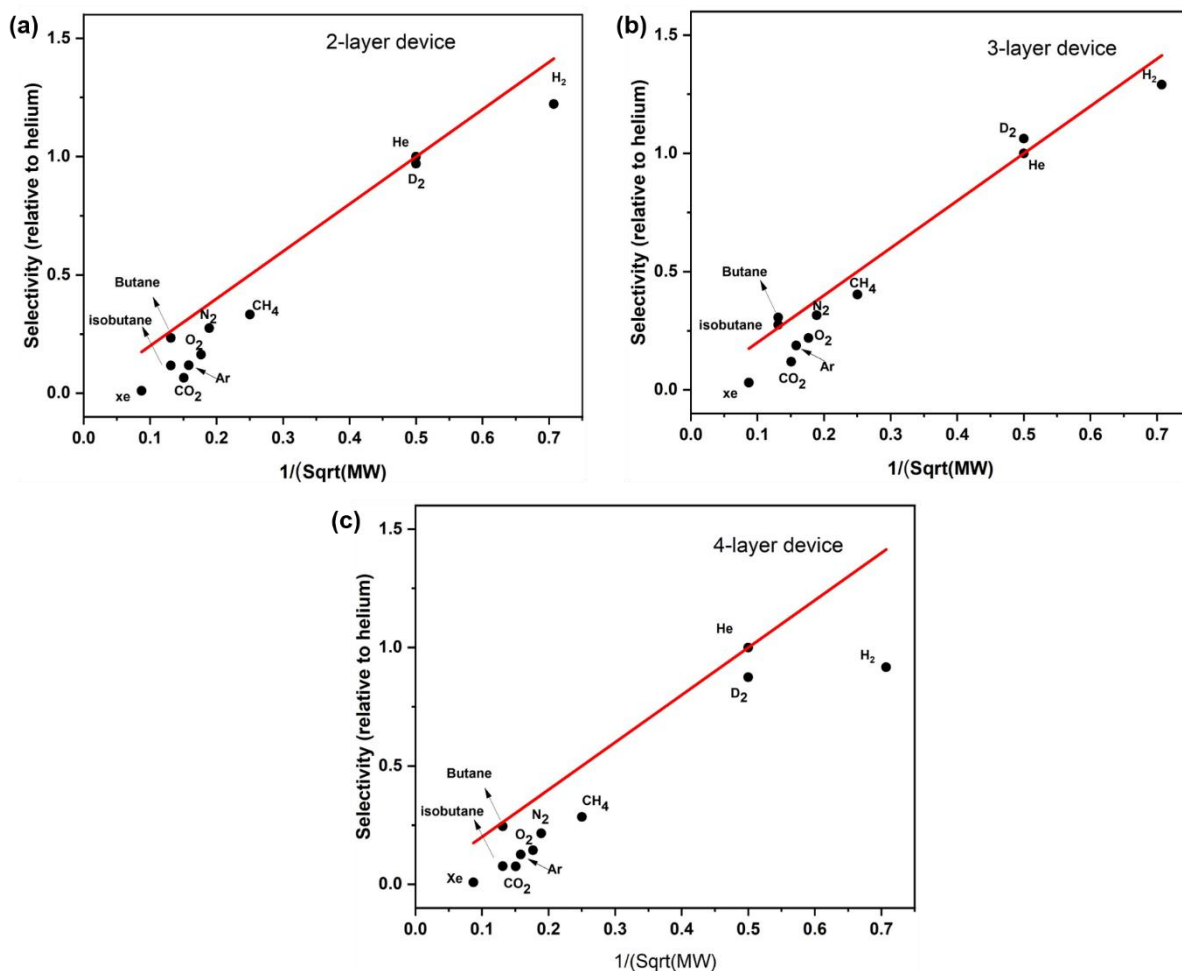 (a)
2-layer device
Selectivity (relative to helium)
1.5
1.0
0.5
0.0
H2
He
D2
Butane
isobutane
N2
CH4
O2
Ar
CO2
xe
0.0 0.1 0.2 0.3 0.4 0.5 0.6 0.7
1/(Sqrt(MW)
(b)
3-layer device
Selectivity (relative to helium)
1.5
1.0
0.5
0.0
H2
D2
He
Butane
isobutane
CH4
N2
O2
Ar
CO2
xe
0.0 0.1 0.2 0.3 0.4 0.5 0.6 0.7
1/(Sqrt(MW)
(c)
4-layer device
Selectivity (relative to helium)
1.5
1.0
0.5
0.0
He
H2
D2
Butane
isobutane
CH4
N2
O2
Ar
Xe
CO2
0.0 0.1 0.2 0.3 0.4 0.5 0.6 0.7
1/(Sqrt(MW)